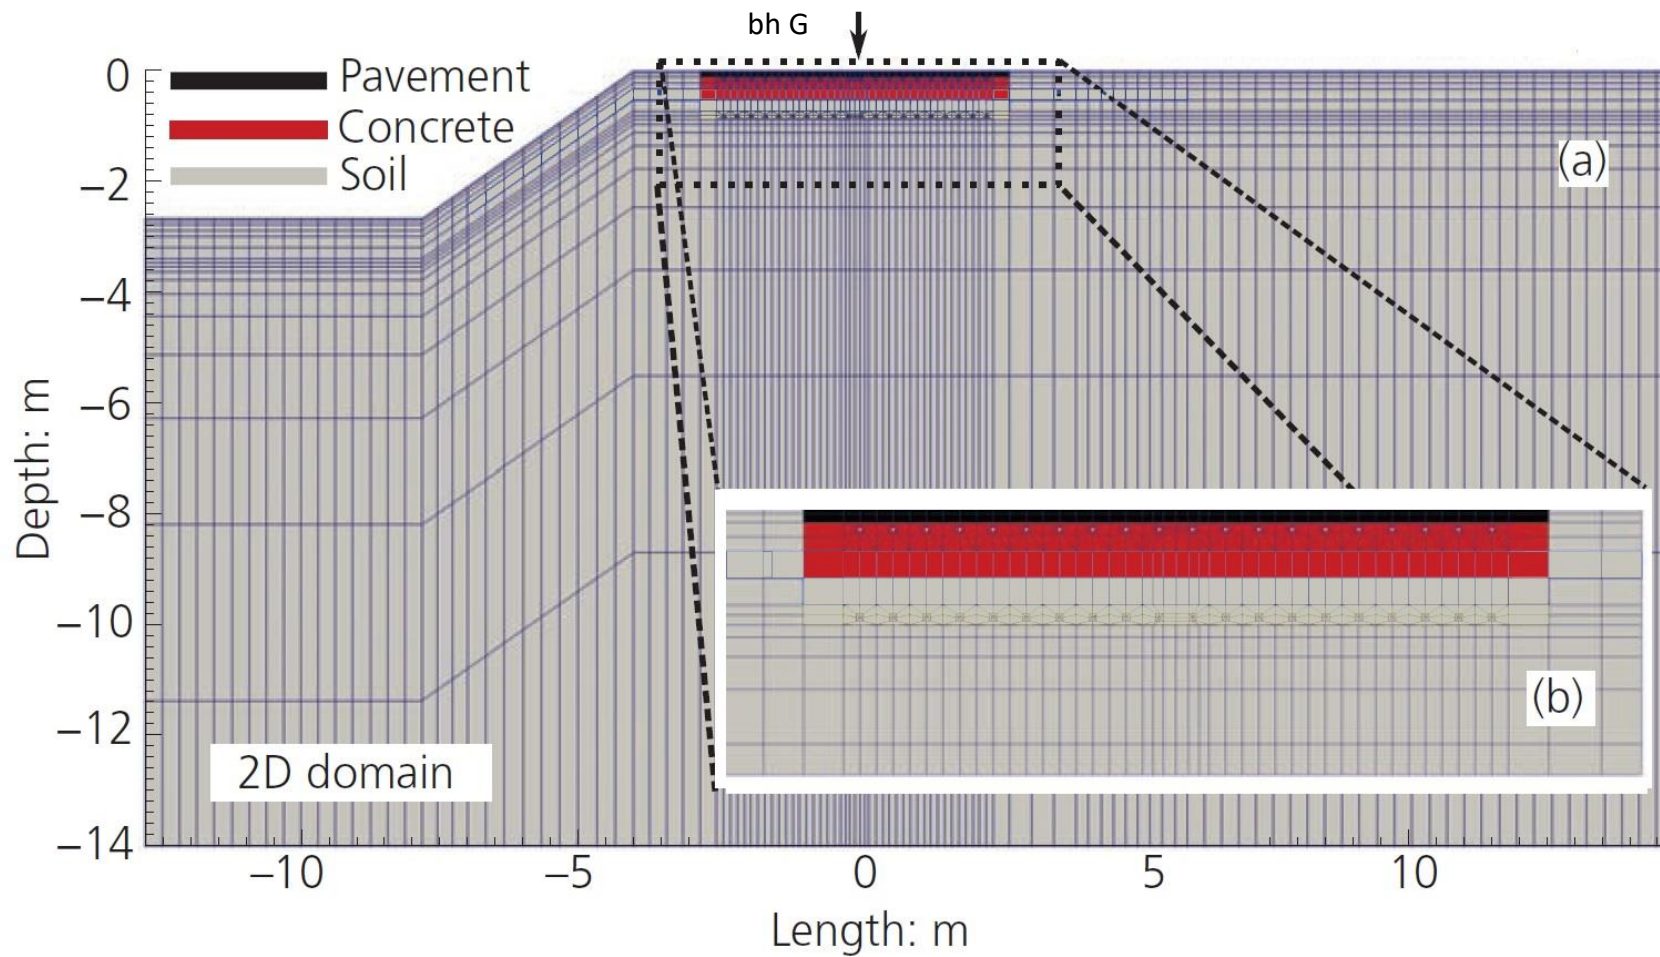 bh G
0
Pavement
Concrete
(a)
−2
Soil
−4
−6
Depth: m
−8
−10
(b)
−12
2D domain
−14
−10
−5
0
5
10
Length: m